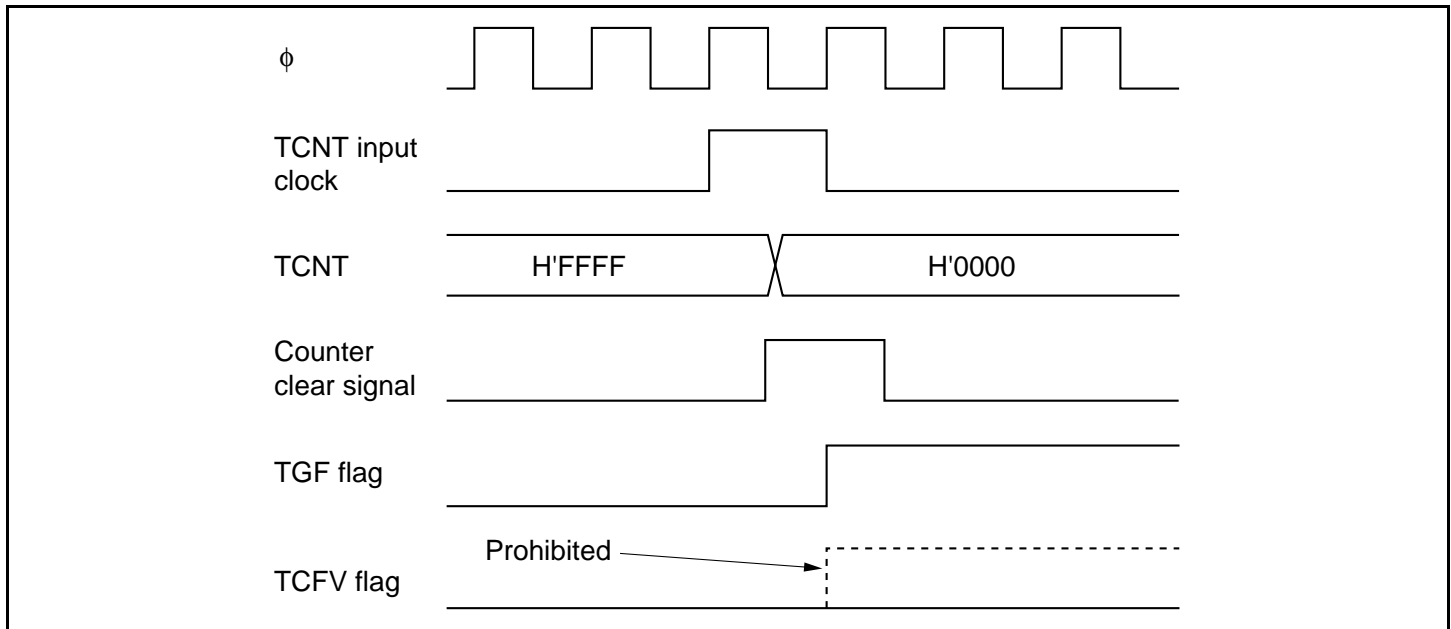 ϕ
TCNT input
clock
TCNT
H'FFFF
H'0000
Counter
clear signal
TGF flag
Prohibited
TCFV flag